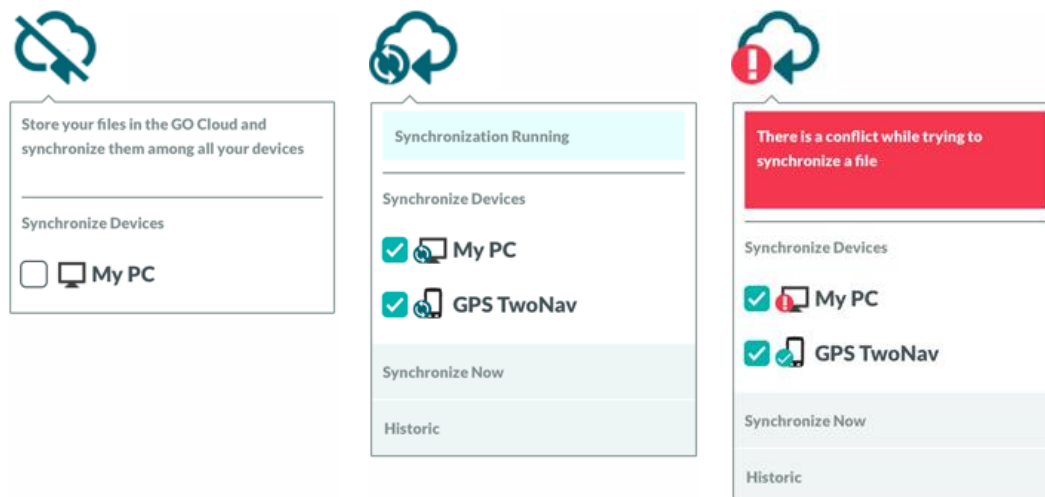 Store your files in the GO Cloud and
synchronize them among all your devices
Synchronize Devices
My PC
Synchronization Running
Synchronize Devices
My PC
GPS TwoNav
Synchronize Now
Historic
There is a conflict while trying to
synchronize a file
Synchronize Devices
My PC
GPS TwoNav
Synchronize Now
Historic